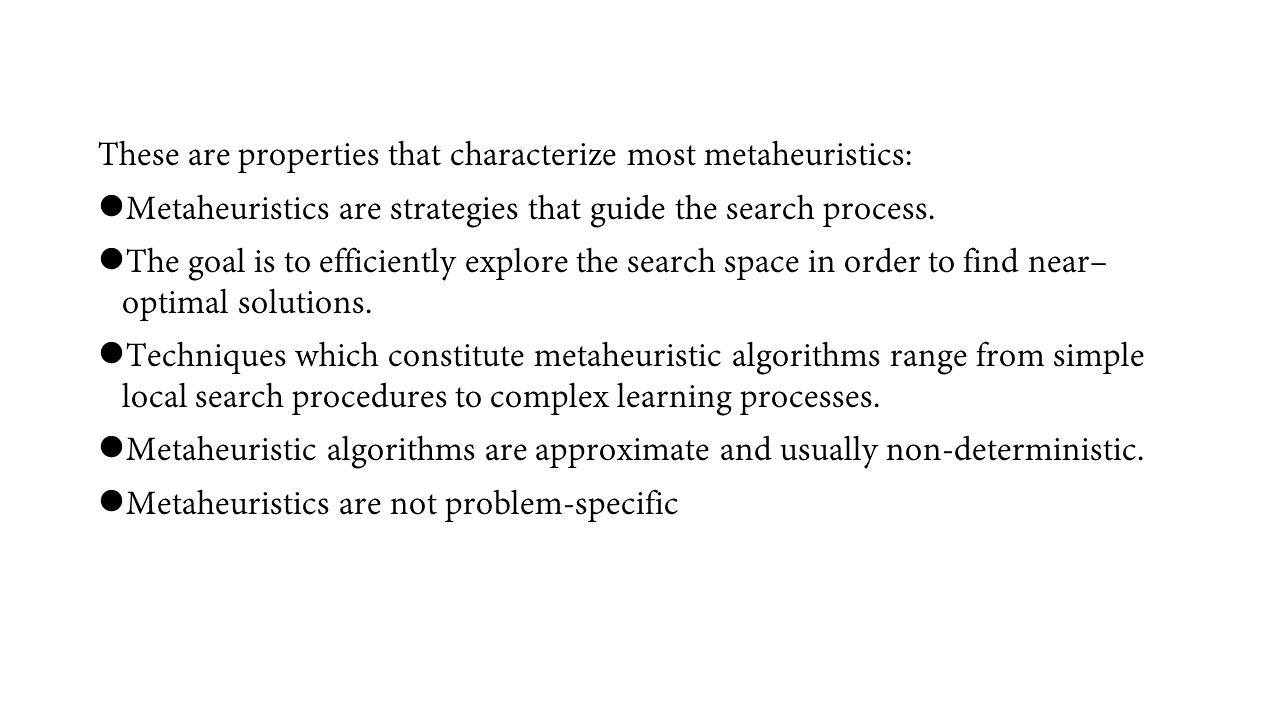 These are properties that characterize most metaheuristics:
●Metaheuristics are strategies that guide the search process.
●The goal is to efficiently explore the search space in order to find near–
optimal solutions.
●Techniques which constitute metaheuristic algorithms range from simple
local search procedures to complex learning processes.
●Metaheuristic algorithms are approximate and usually non-deterministic.
●Metaheuristics are not problem-specific